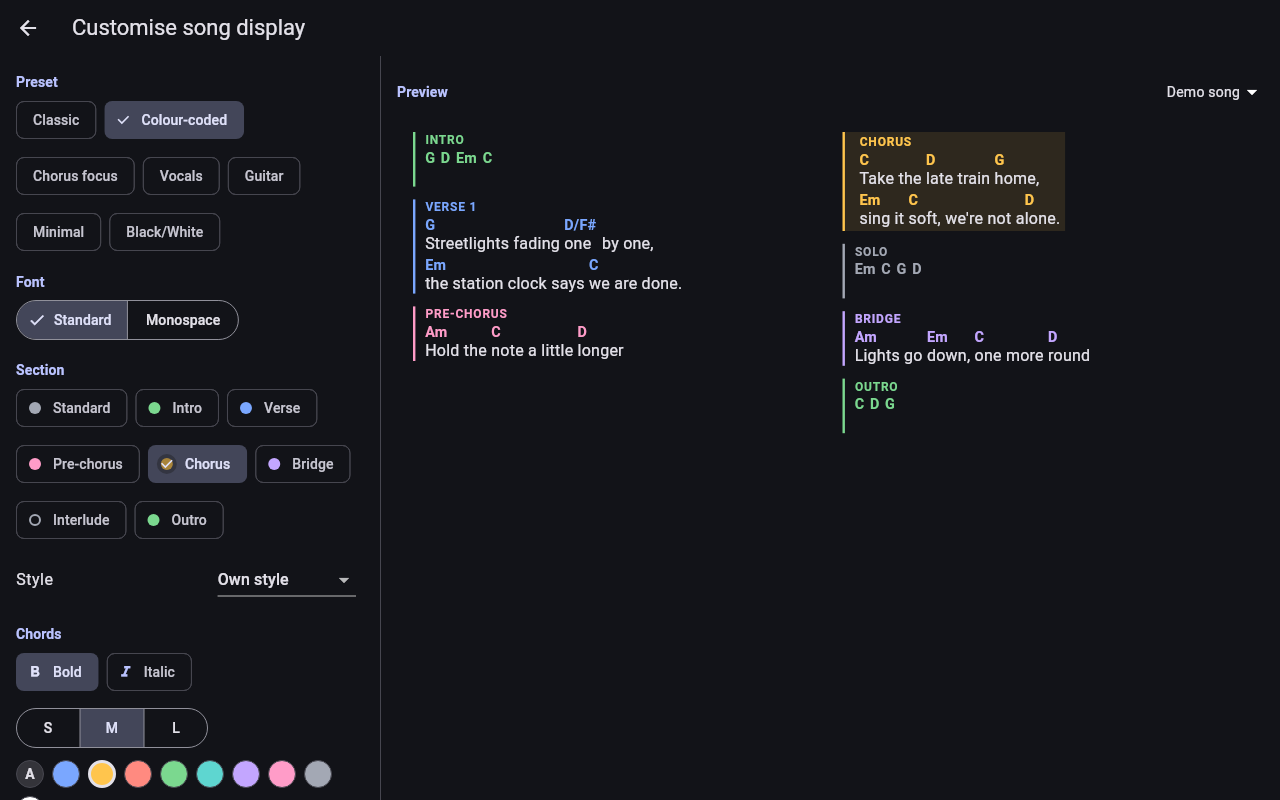 Customise song display
Preset
Classic
Colour-coded
Chorus focus
Vocals
Guitar
Minimal
Black/White
Font
Standard
Monospace
Section
Standard
Intro
Verse
Pre-chorus
Chorus
Bridge
Interlude
Outro
Style
Own style
Chords
B Bold
I Italic
S
M
L
A
Preview
Demo song
INTRO
G D Em C
VERSE 1
G D/F#
Streetlights fading one by one,
Em C
the station clock says we are done.
PRE-CHORUS
Am C D
Hold the note a little longer
CHORUS
C D G
Take the late train home,
Em C D
sing it soft, we're not alone.
SOLO
Em C G D
BRIDGE
Am Em C D
Lights go down, one more round
OUTRO
C D G